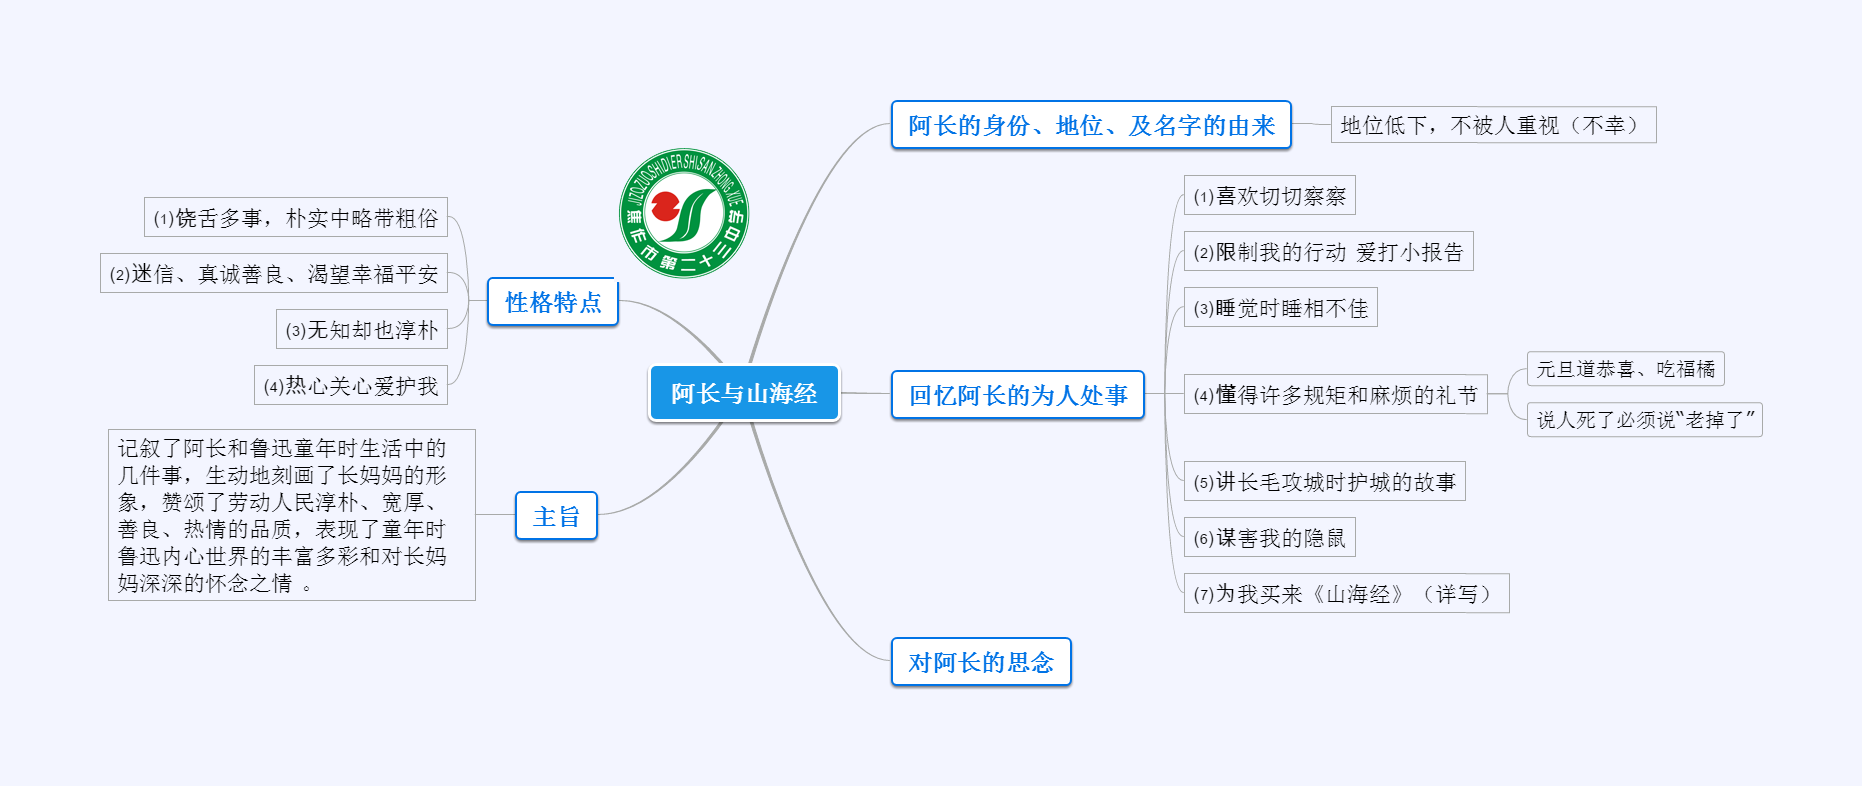 阿长与山海经
阿长的身份、地位、及名字的由来
地位低下，不被人重视（不幸）
回忆阿长的为人处事
(1)喜欢切切察察
(2)限制我的行动 爱打小报告
(3)睡觉时睡相不佳
(4)懂得许多规矩和麻烦的礼节
元旦道恭喜、吃福橘
说人死了必须说“老掉了”
(5)讲长毛攻城时护城的故事
(6)谋害我的隐鼠
(7)为我买来《山海经》（详写）
对阿长的思念
性格特点
(1)饶舌多事，朴实中略带粗俗
(2)迷信、真诚善良、渴望幸福平安
(3)无知却也淳朴
(4)热心关心爱护我
主旨
记叙了阿长和鲁迅童年时生活中的
几件事，生动地刻画了长妈妈的形
象，赞颂了劳动人民淳朴、宽厚、
善良、热情的品质，表现了童年时
鲁迅内心世界的丰富多彩和对长妈
妈深深的怀念之情 。
JIZOZUOSHIDIERSHISANZHONG XUE
焦作市第二十三中学